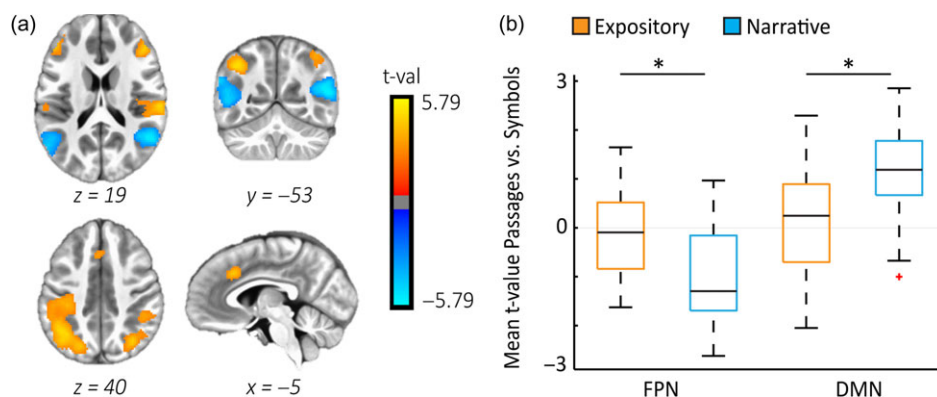 (a)
z = 19
y = −53
z = 40
x = −5
t-val
5.79
−5.79
(b)
Expository
Narrative
Mean t-value Passages vs. Symbols
3
0
−3
*
*
FPN
DMN